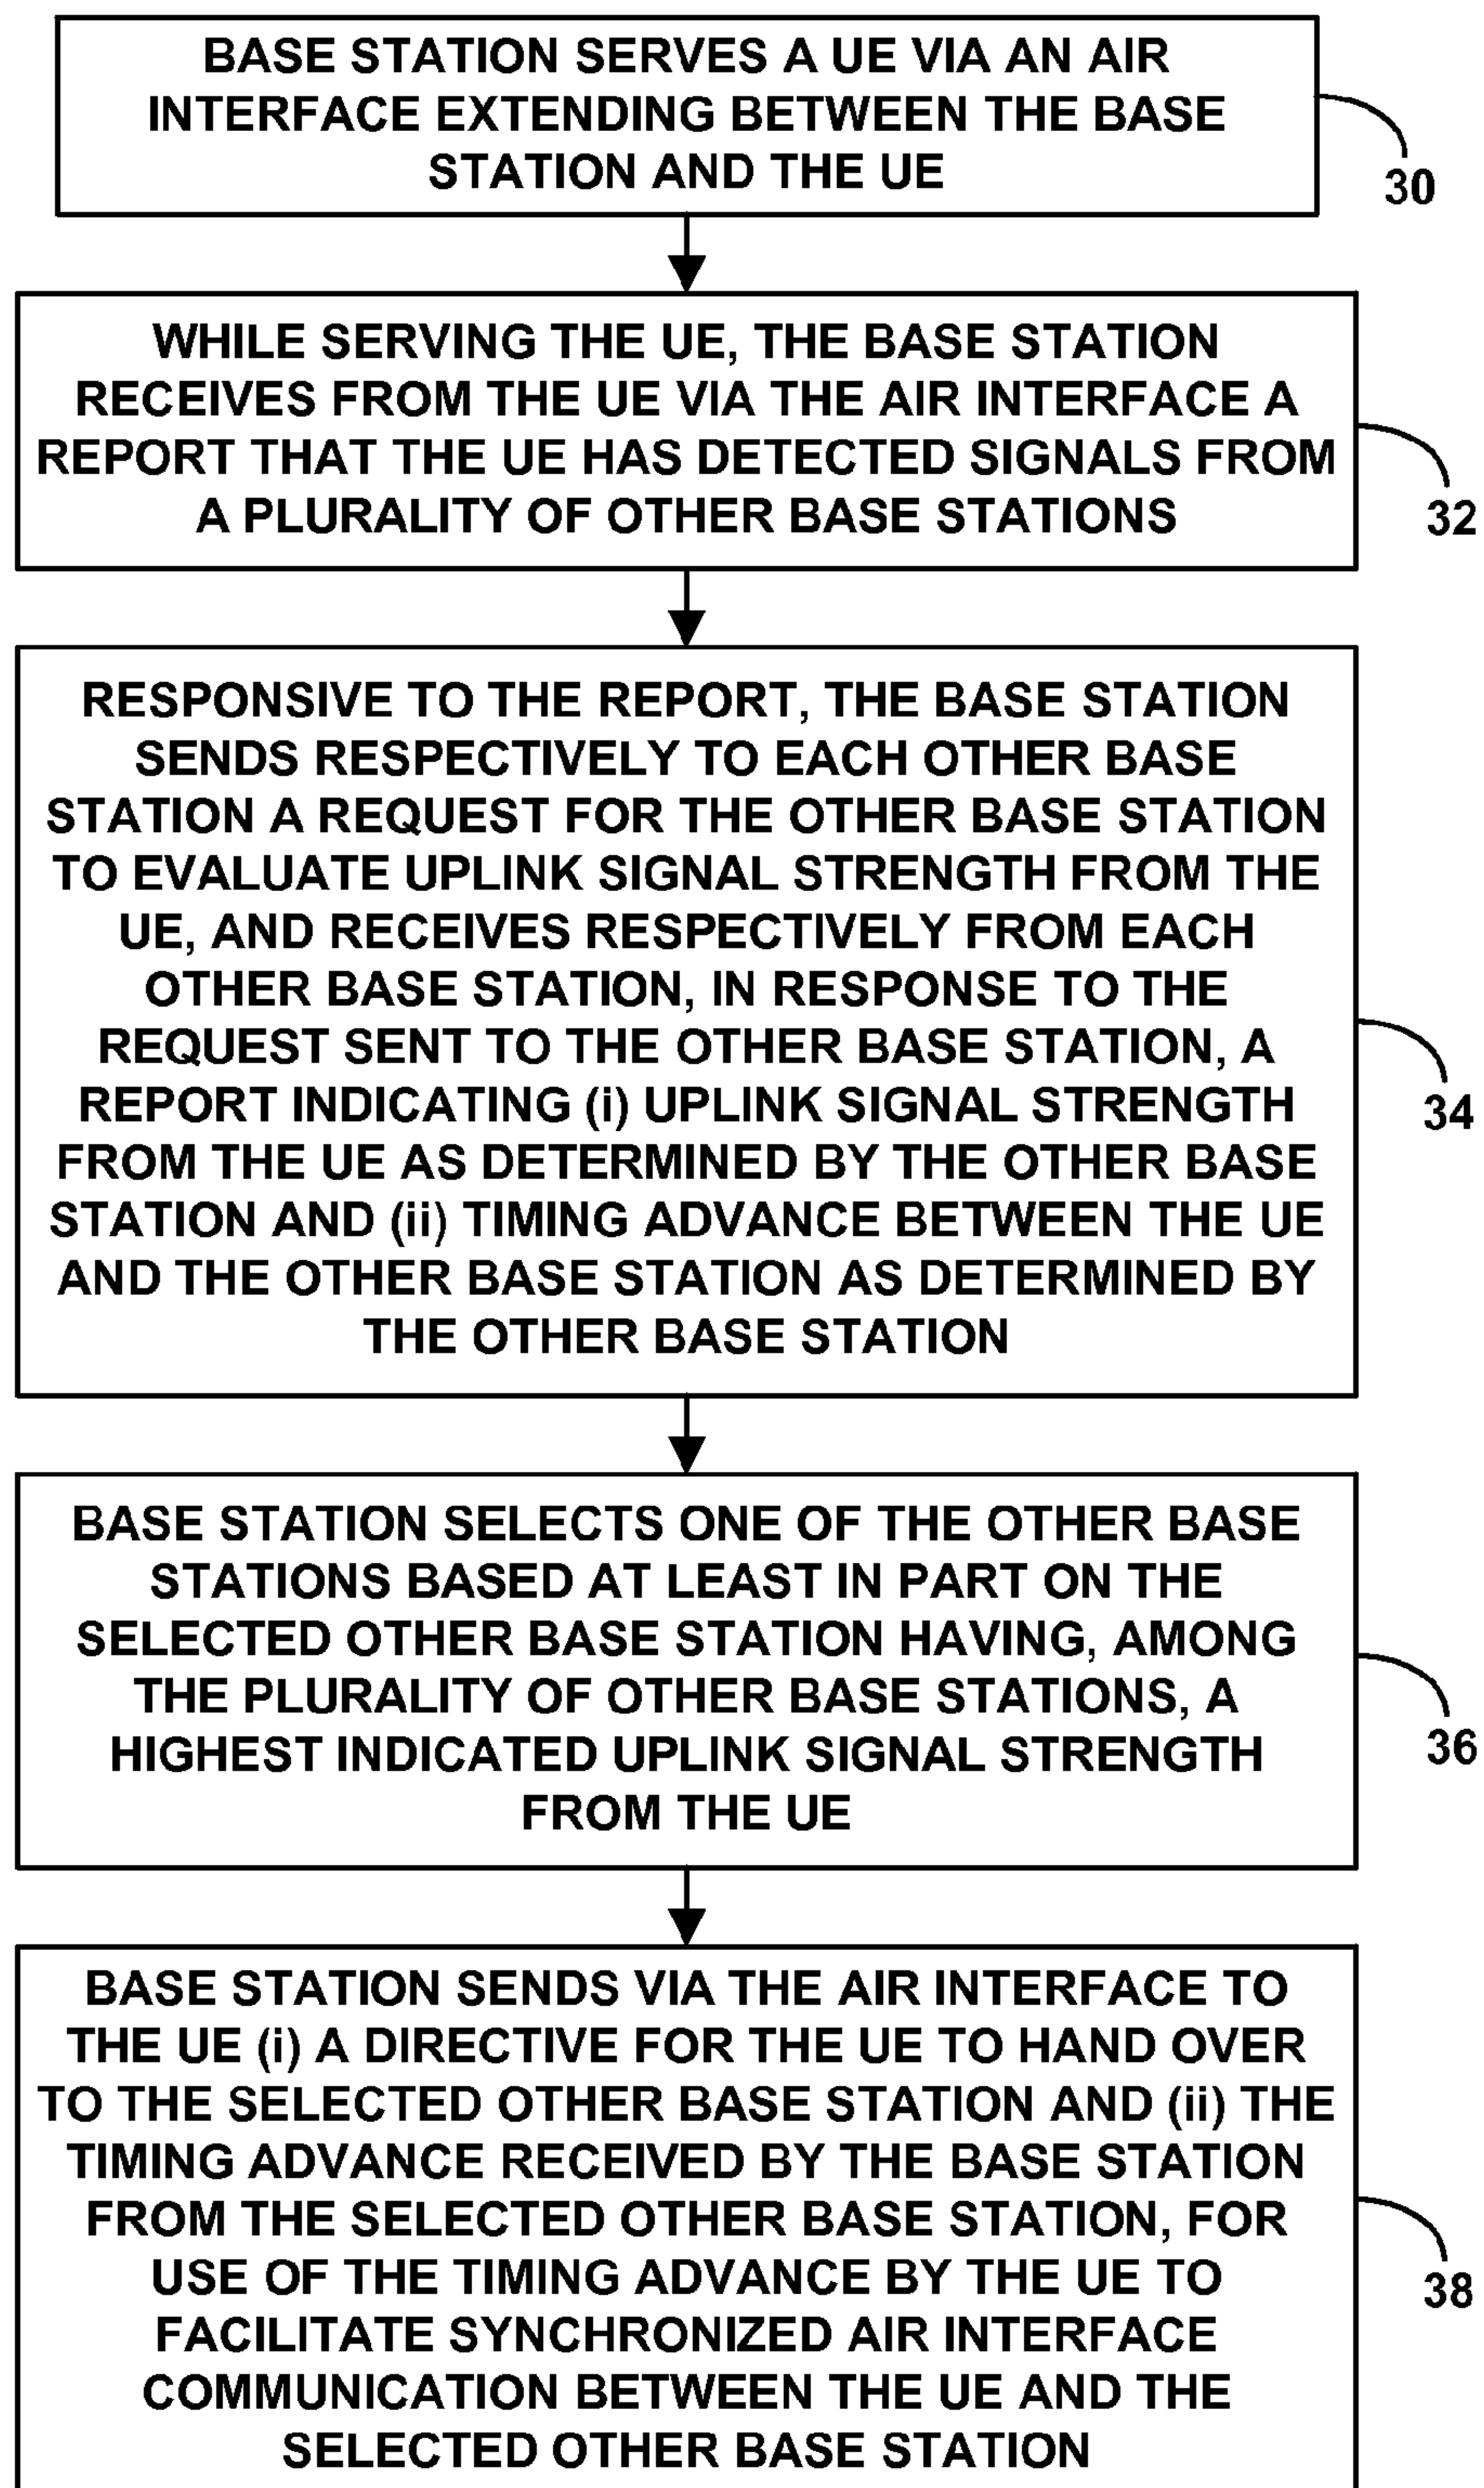 BASE STATION SERVES A UE VIA AN AIR
INTERFACE EXTENDING BETWEEN THE BASE
STATION AND THE UE
30
WHILE SERVING THE UE, THE BASE STATION
RECEIVES FROM THE UE VIA THE AIR INTERFACE A
REPORT THAT THE UE HAS DETECTED SIGNALS FROM
A PLURALITY OF OTHER BASE STATIONS
32
RESPONSIVE TO THE REPORT, THE BASE STATION
SENDS RESPECTIVELY TO EACH OTHER BASE
STATION A REQUEST FOR THE OTHER BASE STATION
TO EVALUATE UPLINK SIGNAL STRENGTH FROM THE
UE, AND RECEIVES RESPECTIVELY FROM EACH
OTHER BASE STATION, IN RESPONSE TO THE
REQUEST SENT TO THE OTHER BASE STATION, A
REPORT INDICATING (i) UPLINK SIGNAL STRENGTH
FROM THE UE AS DETERMINED BY THE OTHER BASE
STATION AND (ii) TIMING ADVANCE BETWEEN THE UE
AND THE OTHER BASE STATION AS DETERMINED BY
THE OTHER BASE STATION
34
BASE STATION SELECTS ONE OF THE OTHER BASE
STATIONS BASED AT LEAST IN PART ON THE
SELECTED OTHER BASE STATION HAVING, AMONG
THE PLURALITY OF OTHER BASE STATIONS, A
HIGHEST INDICATED UPLINK SIGNAL STRENGTH
FROM THE UE
36
BASE STATION SENDS VIA THE AIR INTERFACE TO
THE UE (i) A DIRECTIVE FOR THE UE TO HAND OVER
TO THE SELECTED OTHER BASE STATION AND (ii) THE
TIMING ADVANCE RECEIVED BY THE BASE STATION
FROM THE SELECTED OTHER BASE STATION, FOR
USE OF THE TIMING ADVANCE BY THE UE TO
FACILITATE SYNCHRONIZED AIR INTERFACE
COMMUNICATION BETWEEN THE UE AND THE
SELECTED OTHER BASE STATION
38